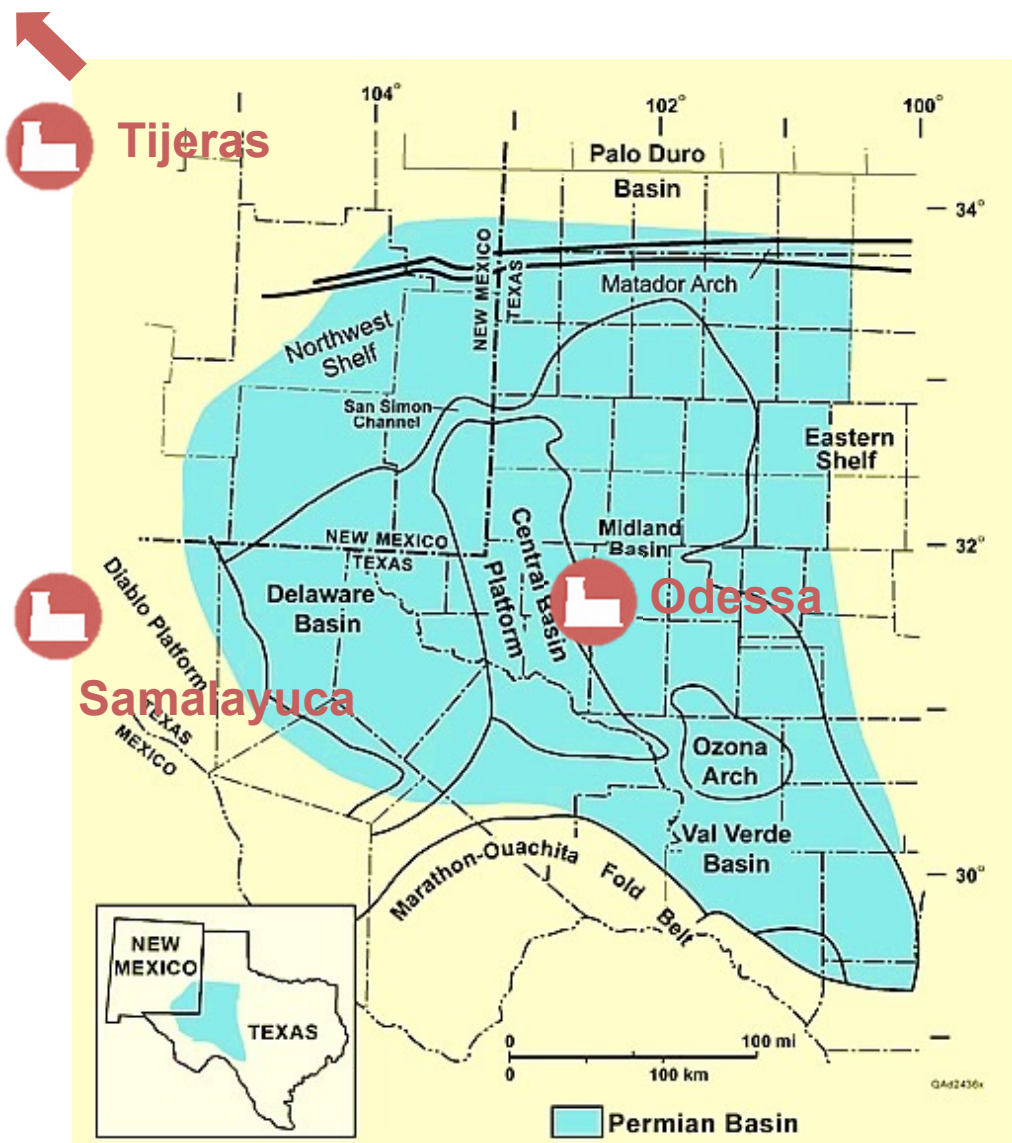 104°
102°
100°
Tijeras
Palo Duro
Basin
34°
NEW MEXICO
TEXAS
Matador Arch
Northwest
Shelf
San Simon
Channel
Eastern
Shelf
Central Basin
Platform
Midland
Basin
NEW MEXICO
TEXAS
32°
Diablo Platform
Delaware
Basin
Odessa
Samalayuca
TEXAS
MEXICO
Ozona
Arch
Val Verde
Basin
30°
Marathon-Ouachita Fold Belt
NEW
MEXICO
TEXAS
0 100 mi
0 100 km
QAd2436x
Permian Basin